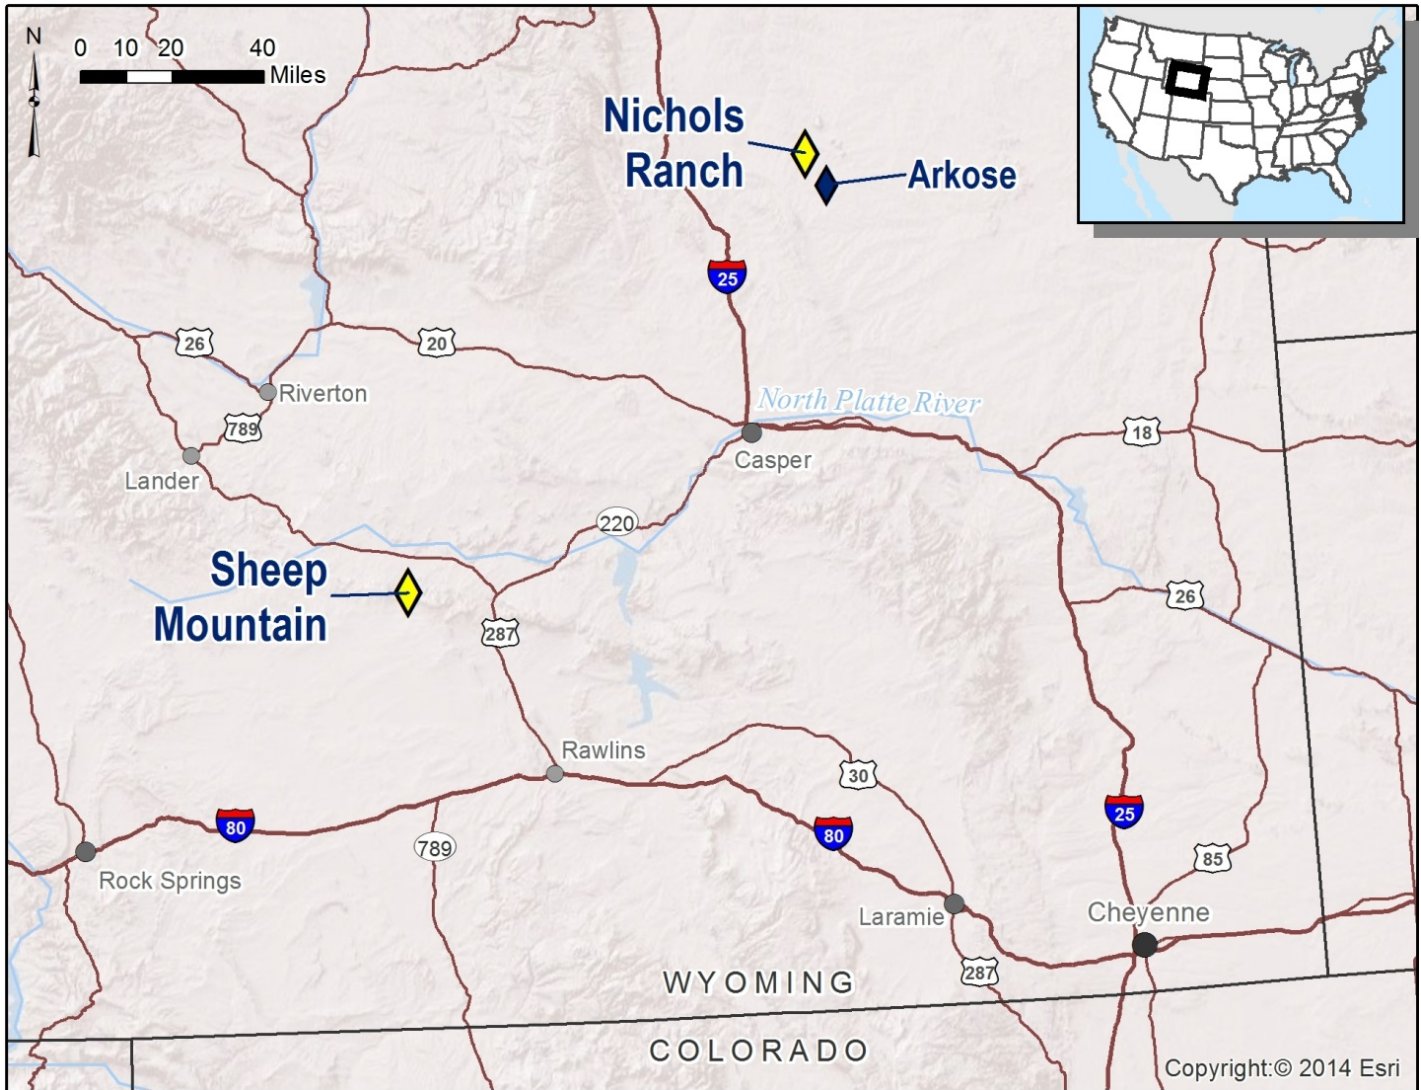 N
0 10 20 40
Miles
Nichols
Ranch
Arkose
25
26
20
Riverton
789
Lander
North Platte River
Casper
18
220
Sheep
Mountain
287
26
Rawlins
30
80
789
80
25
85
Rock Springs
Laramie
Cheyenne
287
WYOMING
COLORADO
Copyright:© 2014 Esri